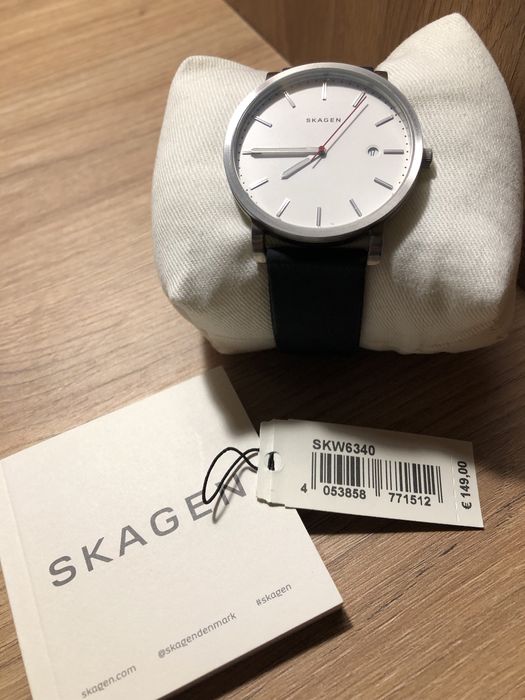 SKAGEN
SKW6340
4 053858 771512
€ 149,00
SKAGEN
skagen.com @skagendenmark #skagen